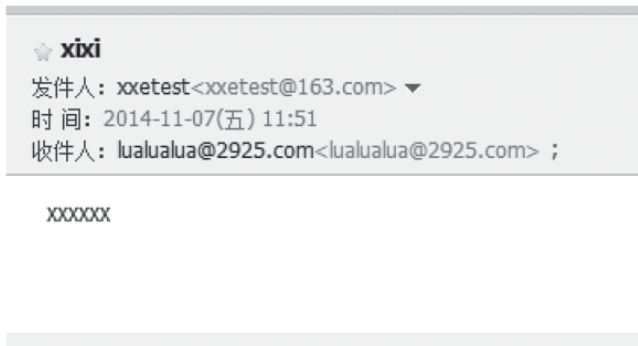 xixi
发件人：xxetest<xxetest@163.com>
时 间：2014-11-07(五) 11:51
收件人：lualualua@2925.com<lualualua@2925.com>；
xxxxxx